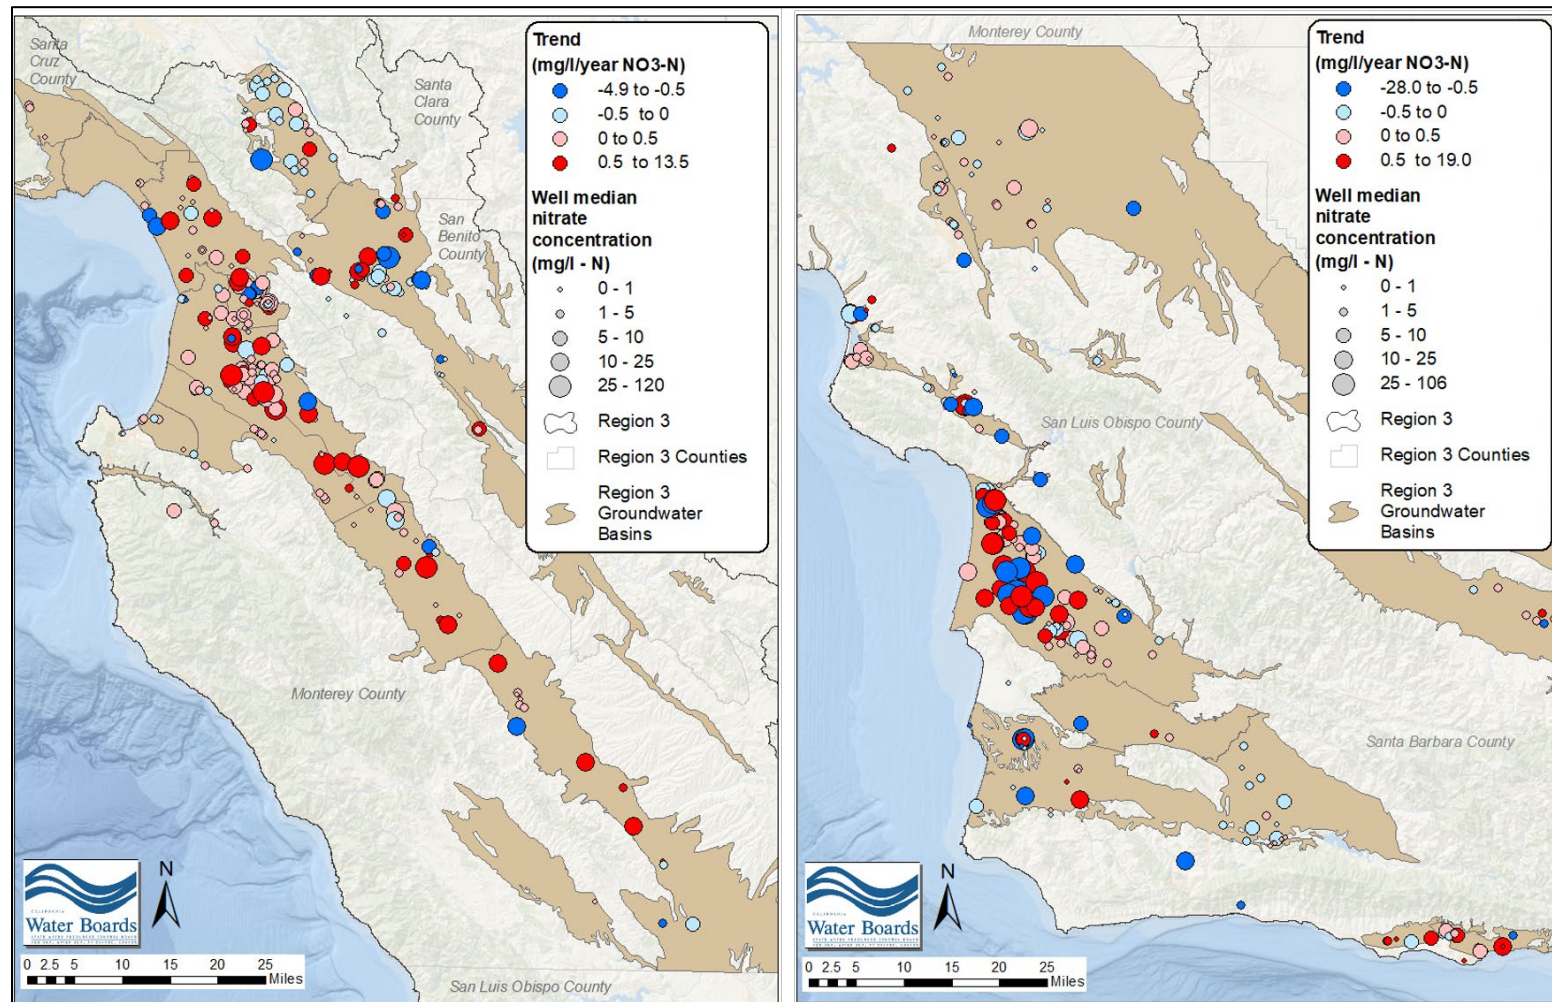 Santa
Cruz
County
Santa
Clara
County
San
Benito
County
Monterey County
San Luis Obispo County
Trend
(mg/l/year NO3-N)
-4.9 to -0.5
-0.5 to 0
0 to 0.5
0.5 to 13.5
Well median
nitrate
concentration
(mg/l - N)
0 - 1
1 - 5
5 - 10
10 - 25
25 - 120
Region 3
Region 3 Counties
Region 3
Groundwater
Basins
CALIFORNIA
Water Boards
N
0 2.5 5 10 15 20 25
Miles
Monterey County
San Luis Obispo County
Santa Barbara County
Trend
(mg/l/year NO3-N)
-28.0 to -0.5
-0.5 to 0
0 to 0.5
0.5 to 19.0
Well median
nitrate
concentration
(mg/l - N)
0 - 1
1 - 5
5 - 10
10 - 25
25 - 106
Region 3
Region 3 Counties
Region 3
Groundwater
Basins
CALIFORNIA
Water Boards
N
0 2.5 5 10 15 20 25
Miles